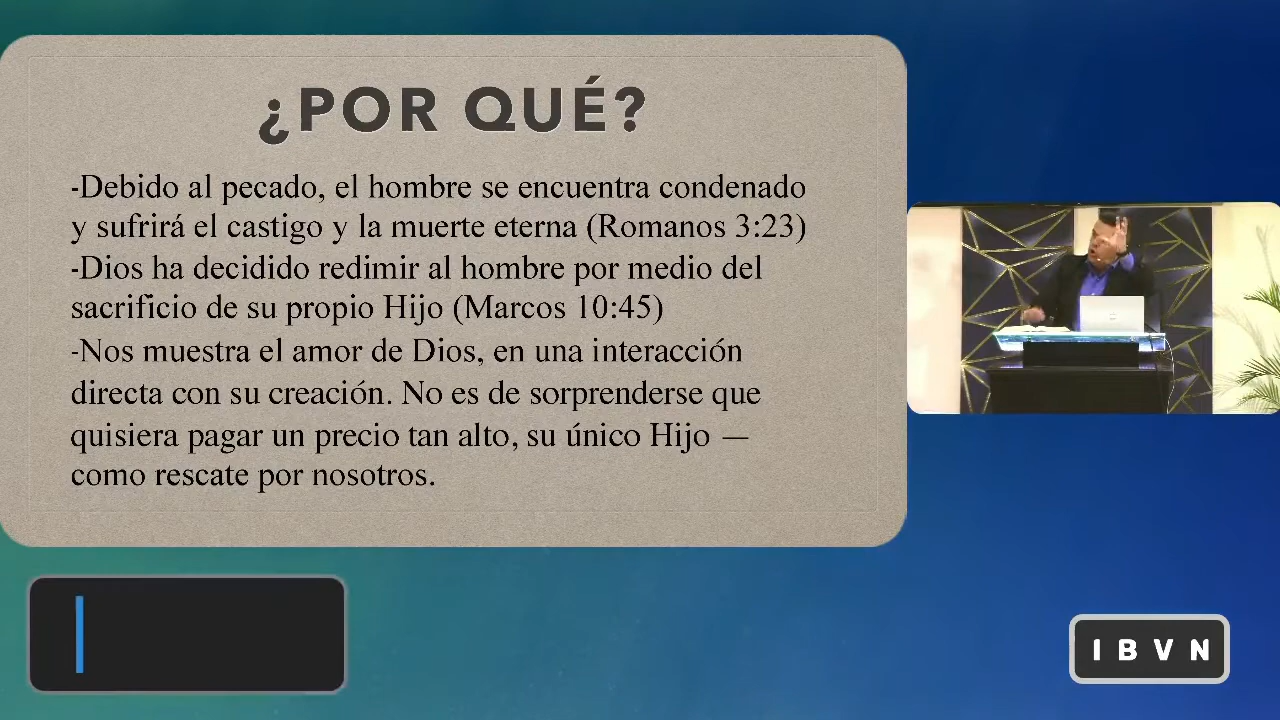 ¿POR QUÉ?
-Debido al pecado, el hombre se encuentra condenado
y sufrirá el castigo y la muerte eterna (Romanos 3:23)
-Dios ha decidido redimir al hombre por medio del
sacrificio de su propio Hijo (Marcos 10:45)
-Nos muestra el amor de Dios, en una interacción
directa con su creación. No es de sorprenderse que
quisiera pagar un precio tan alto, su único Hijo —
como rescate por nosotros.
IBVN